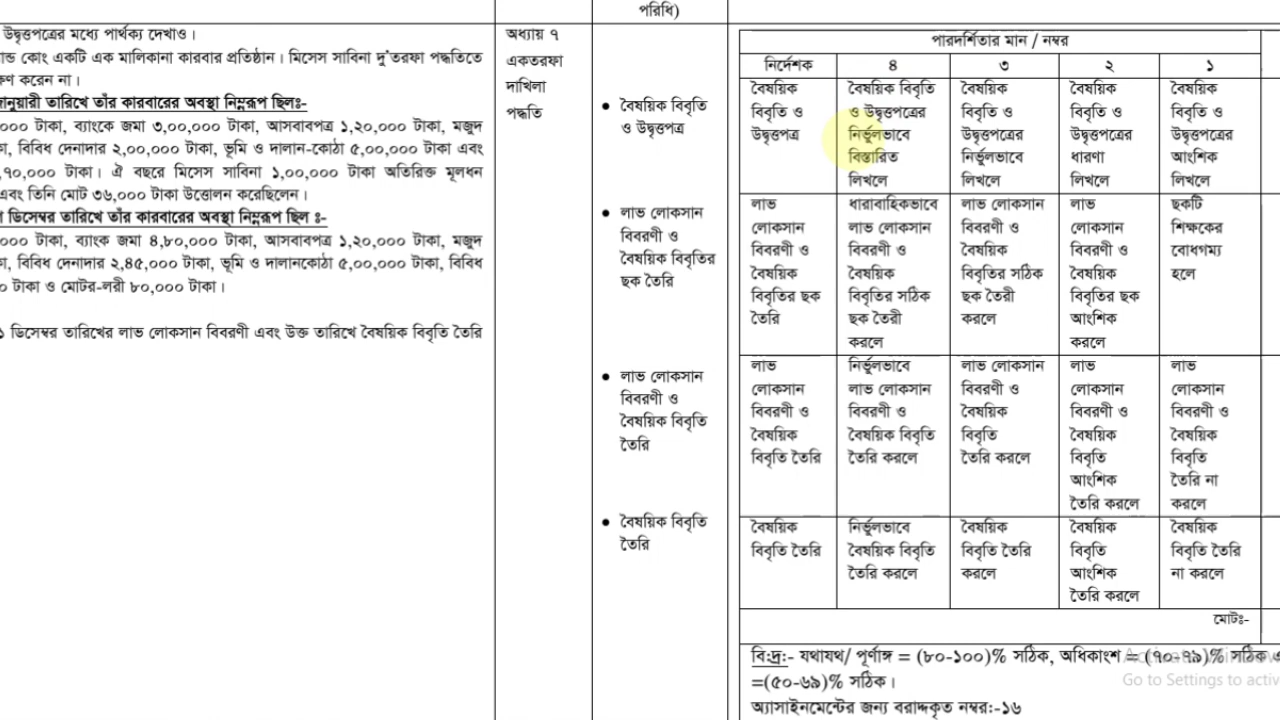 পরিধি)
উদ্বৃত্তপত্রের মধ্যে পার্থক্য দেখাও।
কোং একটি এক মালিকানা কারবার প্রতিষ্ঠান। মিসেস সাবিনা দু'তরফা পদ্ধতিতে
করেন না।
তারিখে তাঁর কারবারের অবস্থা নিম্নরূপ ছিলঃ-
টাকা, ব্যাংকে জমা ৩,০০,০০০ টাকা, আসবাবপত্র ১,২০,০০০ টাকা, মজুদ
বিবিধ দেনাদার ২,০০,০০০ টাকা, ভূমি ও দালান-কোঠা ৫,০০,০০০ টাকা এবং
৭০,০০০ টাকা। ঐ বছরে মিসেস সাবিনা ১,০০,০০০ টাকা অতিরিক্ত মূলধন
এবং তিনি মোট ৩৬,০০০ টাকা উত্তোলন করেছিলেন।
ডিসেম্বর তারিখে তাঁর কারবারের অবস্থা নিম্নরূপ ছিল ঃ-
টাকা, ব্যাংক জমা ৪,৮০,০০০ টাকা, আসবাবপত্র ১,২০,০০০ টাকা, মজুদ
বিবিধ দেনাদার ২,৪৫,০০০ টাকা, ভূমি ও দালানকোঠা ৫,০০,০০০ টাকা, বিবিধ
টাকা ও মোটর-লরী ৮০,০০০ টাকা।
১ ডিসেম্বর তারিখের লাভ লোকসান বিবরণী এবং উক্ত তারিখে বৈষয়িক বিবৃতি তৈরি
অধ্যায় ৭
একতরফা
দাখিলা
পদ্ধতি
• বৈষয়িক বিবৃতি
ও উদ্বৃত্তপত্র
• লাভ লোকসান
বিবরণী ও
বৈষয়িক বিবৃতির
ছক তৈরি
• লাভ লোকসান
বিবরণী ও
বৈষয়িক বিবৃতি
তৈরি
• বৈষয়িক বিবৃতি
তৈরি
পারদর্শিতার মান / নম্বর
নির্দেশক
৪
৩
২
১
বৈষয়িক
বিবৃতি ও
উদ্বৃত্তপত্র
বৈষয়িক বিবৃতি
ও উদ্বৃত্তপত্রের
নির্ভুলভাবে
বিস্তারিত
লিখলে
বৈষয়িক
বিবৃতি ও
উদ্বৃত্তপত্রের
নির্ভুলভাবে
লিখলে
বৈষয়িক
বিবৃতি ও
উদ্বৃত্তপত্রের
ধারণা
লিখলে
বৈষয়িক
বিবৃতি ও
উদ্বৃত্তপত্রের
আংশিক
লিখলে
লাভ
লোকসান
বিবরণী ও
বৈষয়িক
বিবৃতির ছক
তৈরি
ধারাবাহিকভাবে
লাভ লোকসান
বিবরণী ও
বৈষয়িক
বিবৃতির সঠিক
ছক তৈরী
করলে
লাভ লোকসান
বিবরণী ও
বৈষয়িক
বিবৃতির সঠিক
ছক তৈরী
করলে
লাভ
লোকসান
বিবরণী ও
বৈষয়িক
বিবৃতির ছক
আংশিক
করলে
ছকটি
শিক্ষকের
বোধগম্য
হলে
লাভ
লোকসান
বিবরণী ও
বৈষয়িক
বিবৃতি তৈরি
নির্ভুলভাবে
লাভ লোকসান
বিবরণী ও
বৈষয়িক বিবৃতি
তৈরি করলে
লাভ লোকসান
বিবরণী ও
বৈষয়িক
বিবৃতি
তৈরি করলে
লাভ
লোকসান
বিবরণী ও
বৈষয়িক
বিবৃতি
আংশিক
তৈরি করলে
লাভ
লোকসান
বিবরণী ও
বৈষয়িক
বিবৃতি
তৈরি না
করলে
বৈষয়িক
বিবৃতি তৈরি
নির্ভুলভাবে
বৈষয়িক বিবৃতি
তৈরি করলে
বৈষয়িক
বিবৃতি তৈরি
করলে
বৈষয়িক
বিবৃতি
আংশিক
তৈরি করলে
বৈষয়িক
বিবৃতি তৈরি
না করলে
মোটঃ-
বি:দ্র:- যথাযথ/ পূর্ণাঙ্গ = (৮০-১০০)% সঠিক, অধিকাংশ = (৭০-৭৯)% সঠিক
=(৫০-৬৯)% সঠিক।
Go to Settings to activ
অ্যাসাইনমেন্টের জন্য বরাদ্দকৃত নম্বর:-১৬